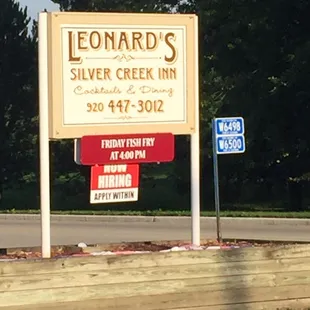 LEONARD'S
SILVER CREEK INN
Cocktails & Dining
920 447-3012
FRIDAY FISH FRY
AT 4:00 PM
NOW
HIRING
APPLY WITHIN
W6498
W6500